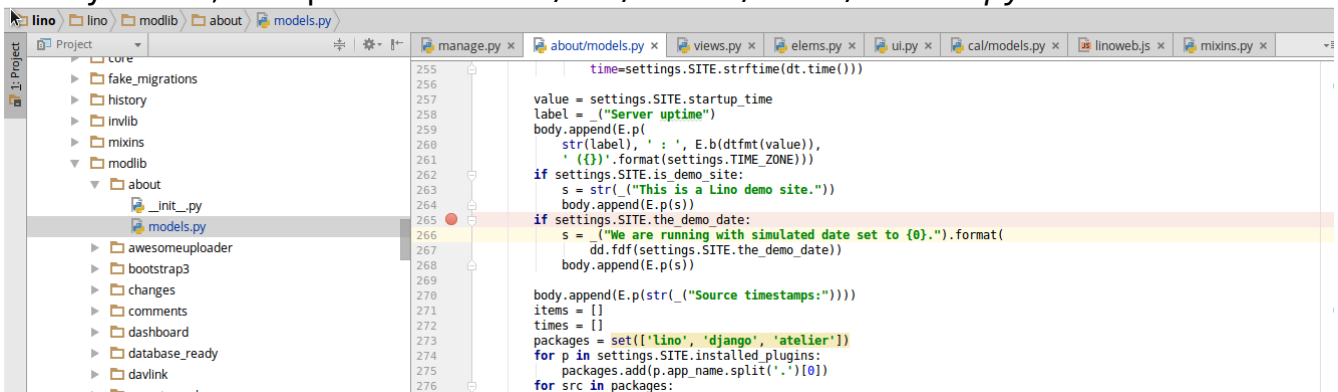 lino lino modlib about models.py
1: Project
Project
manage.py × about/models.py × views.py × elems.py × ui.py × cal/models.py × linoweb.js × mixins.py ×
core
fake_migrations
history
invlib
mixins
modlib
about
__init__.py
models.py
awesomeuploader
bootstrap3
changes
comments
dashboard
database_ready
davlink
255 time=settings.SITE.strftime(dt.time()))
256
257 value = settings.SITE.startup_time
258 label = _("Server uptime")
259 body.append(E.p(
260 str(label), ' : ', E.b(dtfmt(value)),
261 ' ({})'.format(settings.TIME_ZONE)))
262 if settings.SITE.is_demo_site:
263 s = str(_("This is a Lino demo site."))
264 body.append(E.p(s))
265 if settings.SITE.the_demo_date:
266 s = _("We are running with simulated date set to {0}.").format(
267 dd.fdf(settings.SITE.the_demo_date))
268 body.append(E.p(s))
269
270 body.append(E.p(str(_("Source timestamps:"))))
271 items = []
272 times = []
273 packages = set(['lino', 'django', 'atelier'])
274 for p in settings.SITE.installed_plugins:
275 packages.add(p.app_name.split('.')[0])
276 for src in packages: